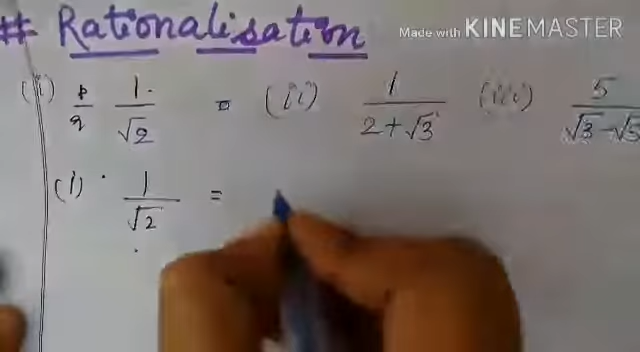 # Rationalisation
Made with KINEMASTER
(i) p/q 1/√2 = (ii) 1/(2+√3) (iii) 5/(√3-√5
(i) 1/√2 =